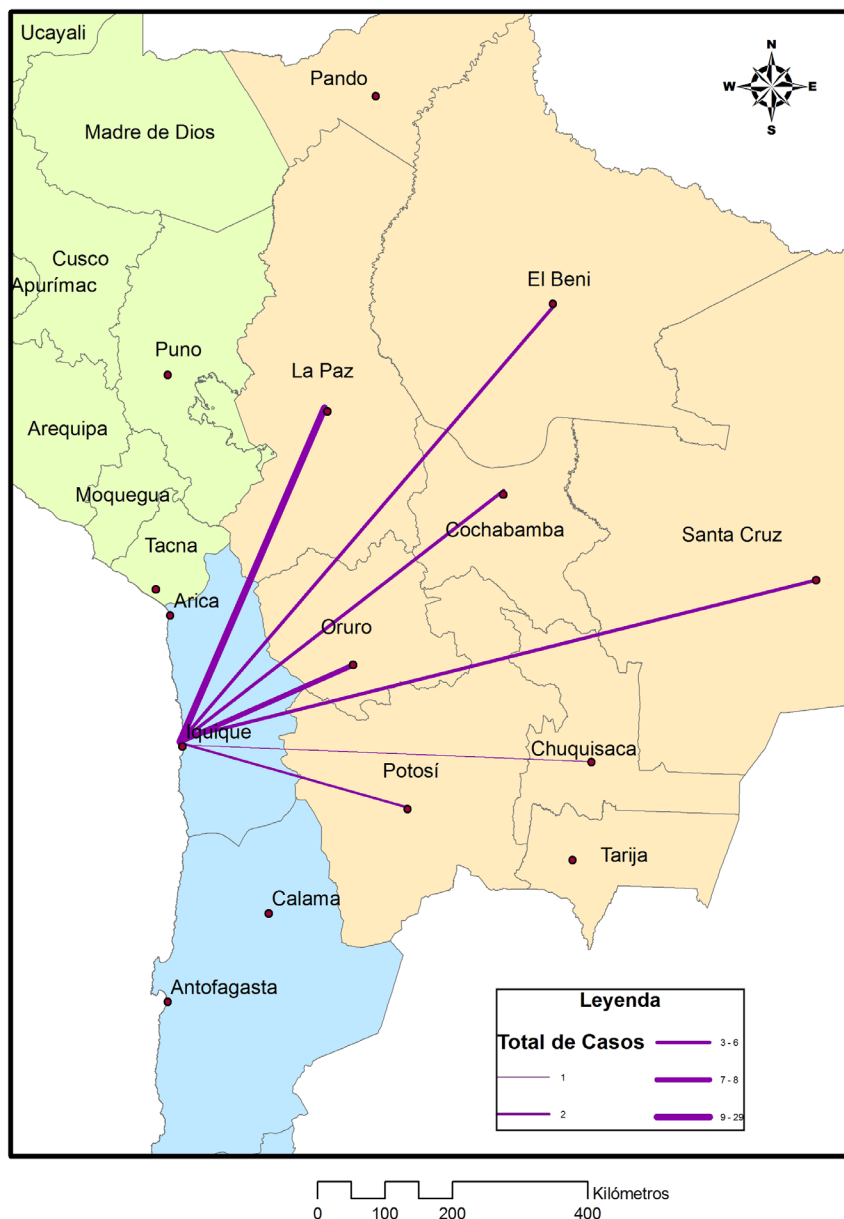 Ucayali
Pando
N
W E
S
Madre de Dios
Cusco
Apurímac
El Beni
Puno
La Paz
Arequipa
Moquegua
Cochabamba
Santa Cruz
Tacna
Arica
Oruro
Iquique
Chuquisaca
Potosí
Tarija
Calama
Antofagasta
Leyenda
Total de Casos
1
2
3 - 6
7 - 8
9 - 29
Kilómetros
0 100 200 400